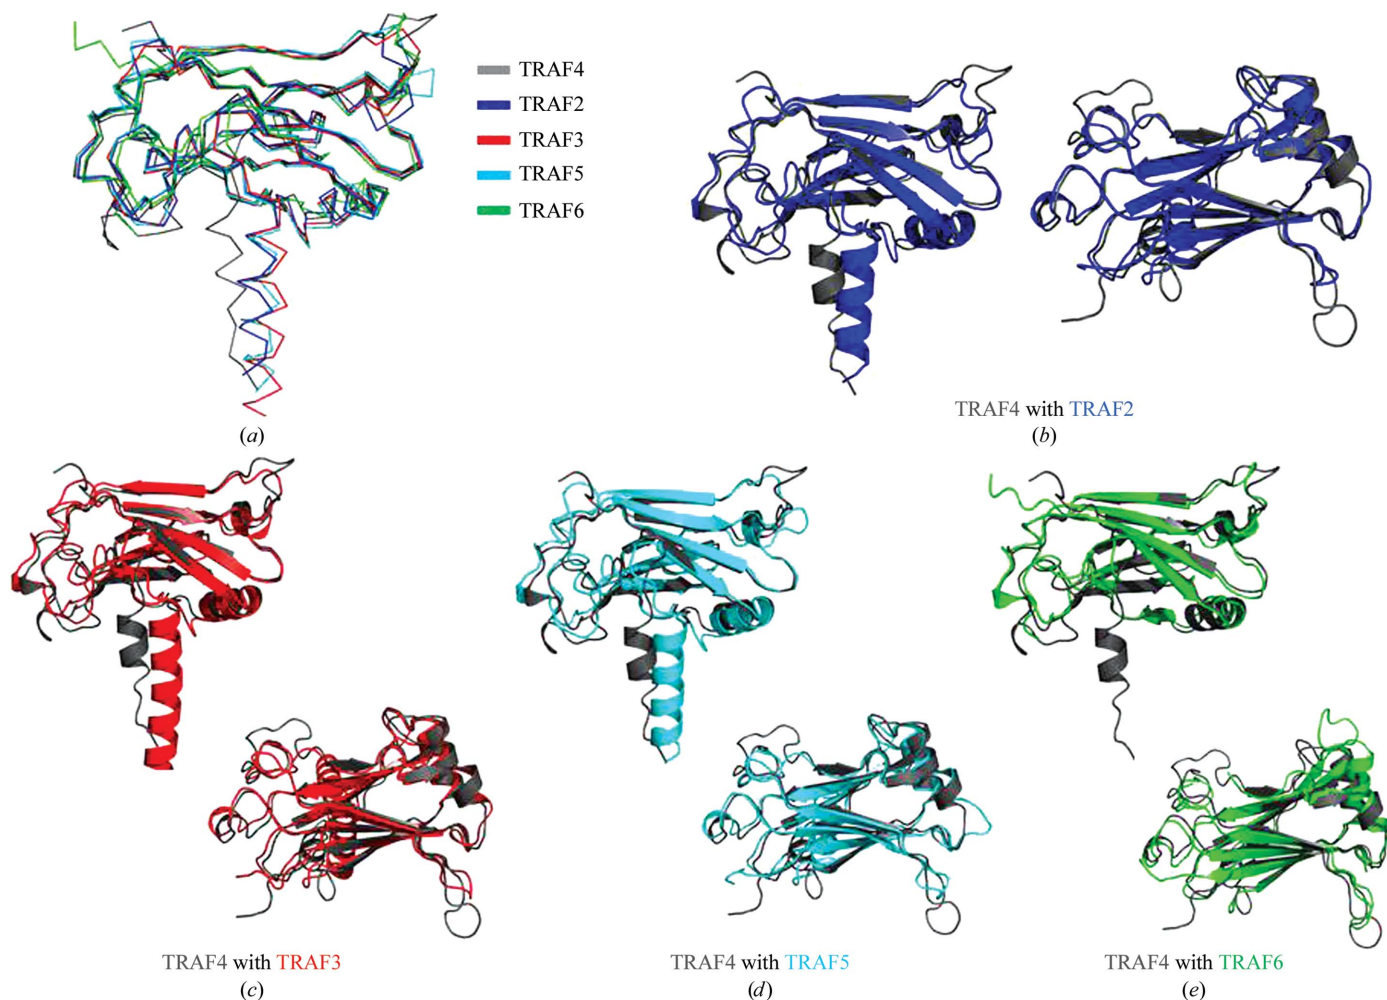 TRAF4
TRAF2
TRAF3
TRAF5
TRAF6
(a)
TRAF4 with TRAF2
(b)
TRAF4 with TRAF3
(c)
TRAF4 with TRAF5
(d)
TRAF4 with TRAF6
(e)